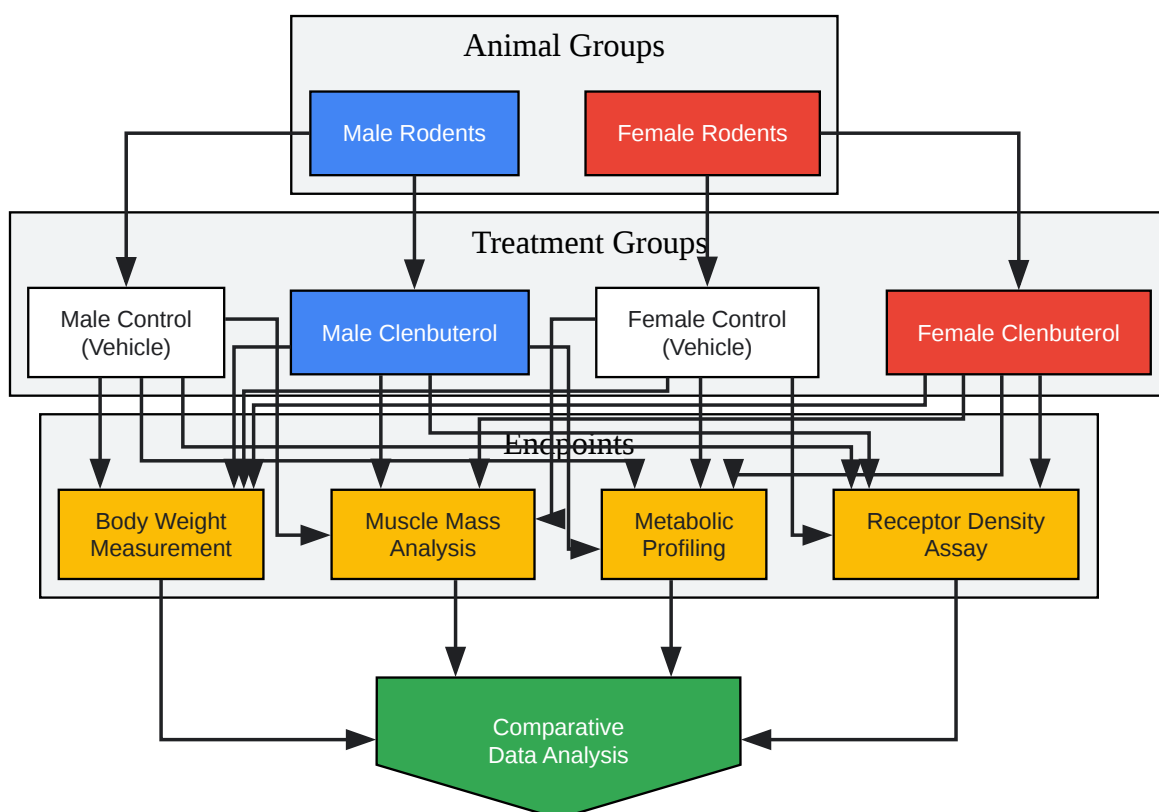 Animal Groups
Male Rodents
Female Rodents
Treatment Groups
Male Control
(Vehicle)
Male Clenbuterol
Female Control
(Vehicle)
Female Clenbuterol
Endpoints
Body Weight
Measurement
Muscle Mass
Analysis
Metabolic
Profiling
Receptor Density
Assay
Comparative
Data Analysis